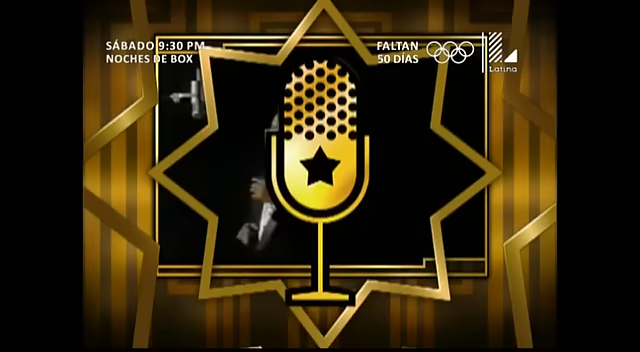 SÁBADO 9:30 PM
NOCHES DE BOX
FALTAN
50 DÍAS
Latina